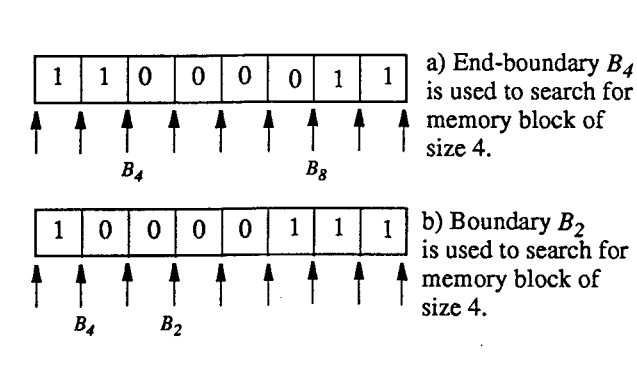 1 1 0 0 0 0 1 1
a) End-boundary B4
is used to search for
memory block of
size 4.
B4 B8
1 0 0 0 0 1 1 1
b) Boundary B2
is used to search for
memory block of
size 4.
B4 B2